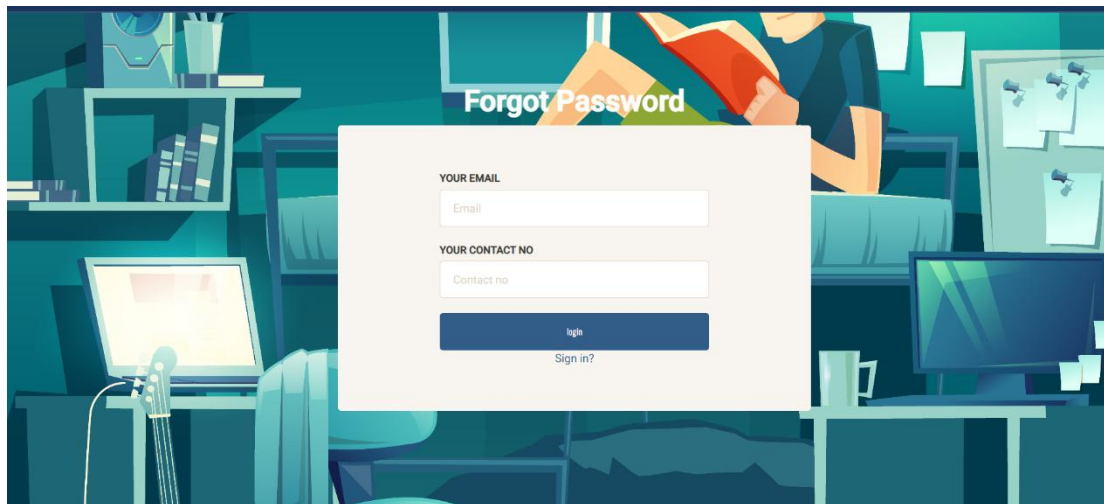 Forgot Password
YOUR EMAIL
Email
YOUR CONTACT NO
Contact no
login
Sign in?